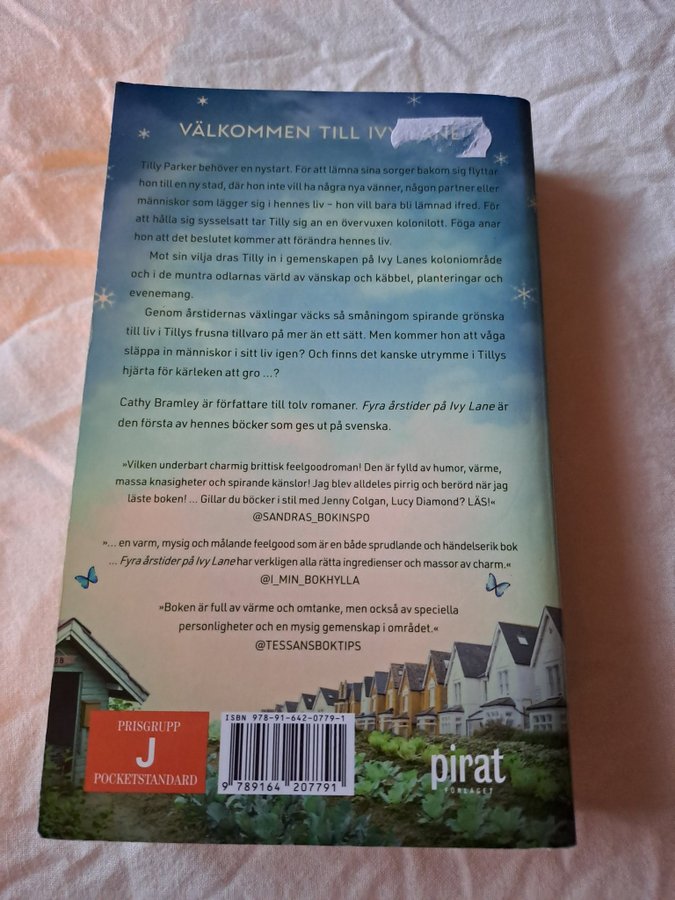 VÄLKOMMEN TILL IVY LANE
Tilly Parker behöver en nystart. För att lämna sina sorger bakom sig flyttar
hon till en ny stad, där hon inte vill ha några nya vänner, någon partner eller
människor som lägger sig i hennes liv – hon vill bara bli lämnad ifred. För
att hålla sig sysselsatt tar Tilly sig an en övervuxen kolonilott. Föga anar
hon att det beslutet kommer att förändra hennes liv.
Mot sin vilja dras Tilly in i gemenskapen på Ivy Lanes koloniområde
och i de muntra odlarnas värld av vänskap och käbbel, planteringar och
evenemang.
Genom årstidernas växlingar väcks så småningom spirande grönska
till liv i Tillys frusna tillvaro på mer än ett sätt. Men kommer hon att våga
släppa in människor i sitt liv igen? Och finns det kanske utrymme i Tillys
hjärta för kärleken att gro …?
Cathy Bramley är författare till tolv romaner. Fyra årstider på Ivy Lane är
den första av hennes böcker som ges ut på svenska.
»Vilken underbart charmig brittisk feelgoodroman! Den är fylld av humor, värme,
massa knasigheter och spirande känslor! Jag blev alldeles pirrig och berörd när jag
läste boken! … Gillar du böcker i stil med Jenny Colgan, Lucy Diamond? LÄS!«
@SANDRAS_BOKINSPO
»… en varm, mysig och målande feelgood som är en både sprudlande och händelserik bok
… Fyra årstider på Ivy Lane har verkligen alla rätta ingredienser och massor av charm.«
@I_MIN_BOKHYLLA
»Boken är full av värme och omtanke, men också av speciella
personligheter och en mysig gemenskap i området.«
@TESSANSBOKTIPS
PRISGRUPP
J
POCKETSTANDARD
ISBN 978-91-642-0779-1
9 789164 207791
pirat
FÖRLAGET